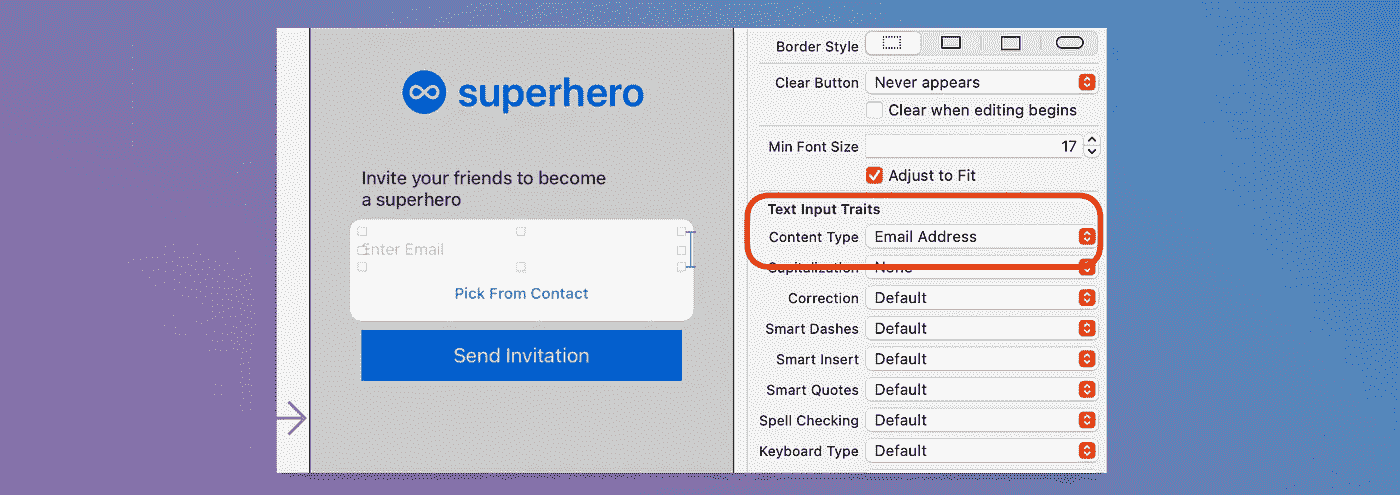 superhero
Invite your friends to become
a superhero
Enter Email
Pick From Contact
Send Invitation
Border Style
Clear Button Never appears
Clear when editing begins
Min Font Size 17
Adjust to Fit
Text Input Traits
Content Type Email Address
Capitalization None
Correction Default
Smart Dashes Default
Smart Insert Default
Smart Quotes Default
Spell Checking Default
Keyboard Type Default